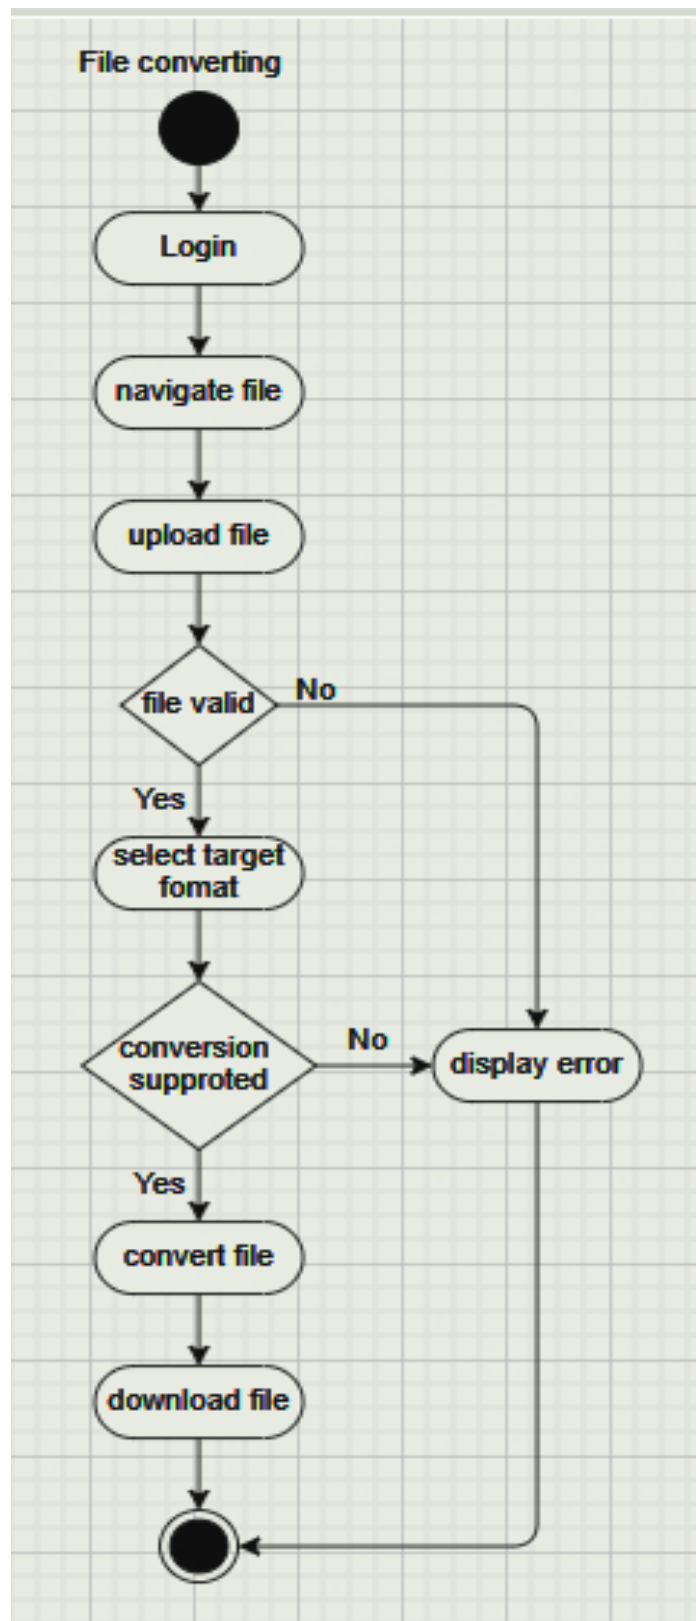 File converting
Login
navigate file
upload file
file valid
No
Yes
select target
fomat
conversion
supproted
No
display error
Yes
convert file
download file